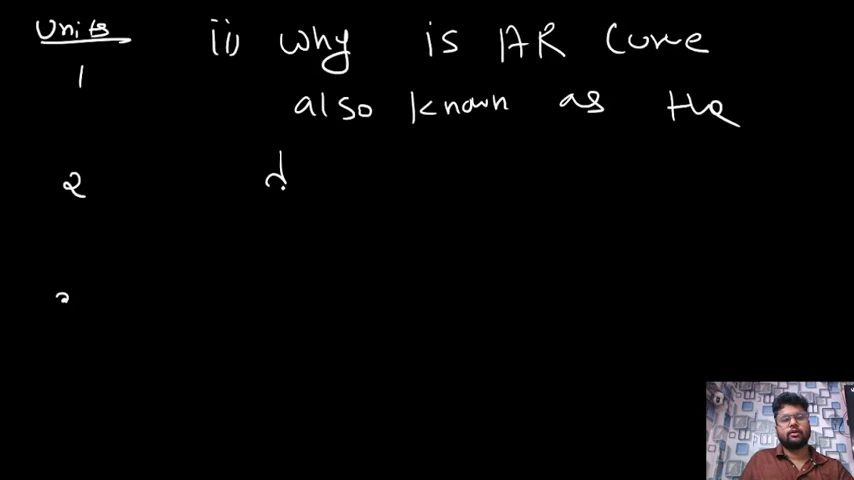 Units
1
ii) why is AR Curve
also known as the
2
d